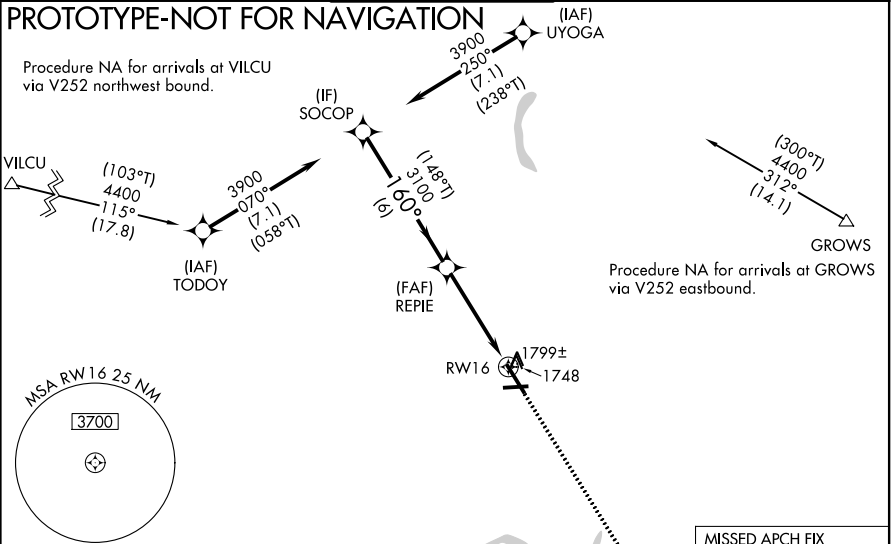 PROTOTYPE-NOT FOR NAVIGATION
Procedure NA for arrivals at VILCU
via V252 northwest bound.
(IAF)
UYOGA
3900
250°
(7.1)
(238°T)
(IF)
SOCOP
VILCU
(103°T)
4400
115°
(17.8)
3900
070°
(7.1)
(058°T)
(IAF)
TODOY
(148°T)
3100
160°
(6)
(300°T)
4400
312°
(14.1)
GROWS
Procedure NA for arrivals at GROWS
via V252 eastbound.
(FAF)
REPIE
RW16
1799±
1748
MSA RW16 25 NM
3700
MISSED APCH FIX